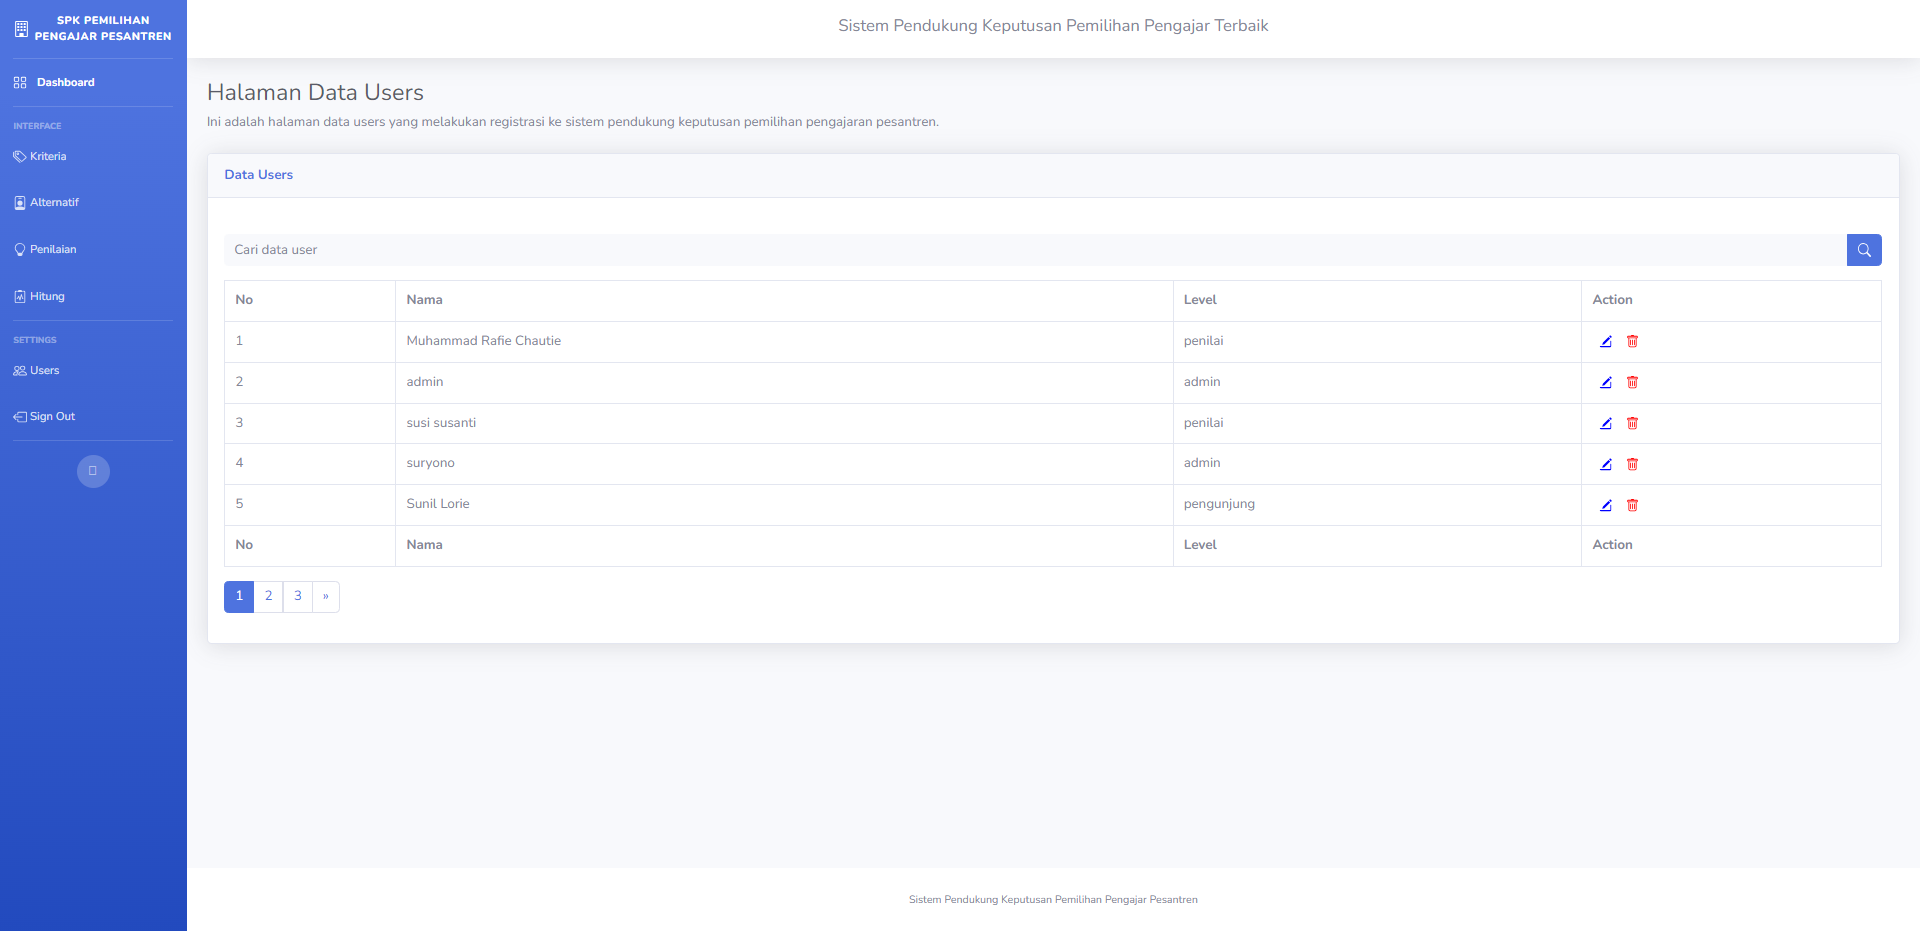 SPK PEMILIHAN
PENGAJAR PESANTREN
Dashboard
INTERFACE
Kriteria
Alternatif
Penilaian
Hitung
SETTINGS
Users
Sign Out
Sistem Pendukung Keputusan Pemilihan Pengajar Terbaik
Halaman Data Users
Ini adalah halaman data users yang melakukan registrasi ke sistem pendukung keputusan pemilihan pengajaran pesantren.
Data Users
Cari data user
No Nama Level Action
1 Muhammad Rafie Chautie penilai
2 admin admin
3 susi susanti penilai
4 suryono admin
5 Sunil Lorie pengunjung
No Nama Level Action
1 2 3 »
Sistem Pendukung Keputusan Pemilihan Pengajar Pesantren